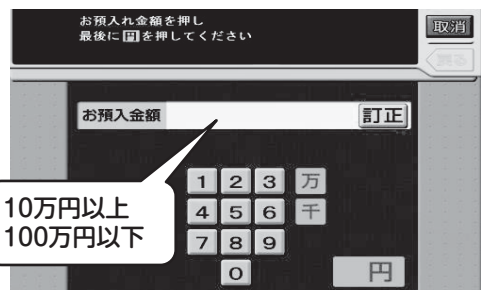 お預入れ金額を押し
最後に円を押してください
取消
戻る
お預入金額
訂正
1 2 3 万
4 5 6 千
7 8 9
0
円
10万円以上
100万円以下